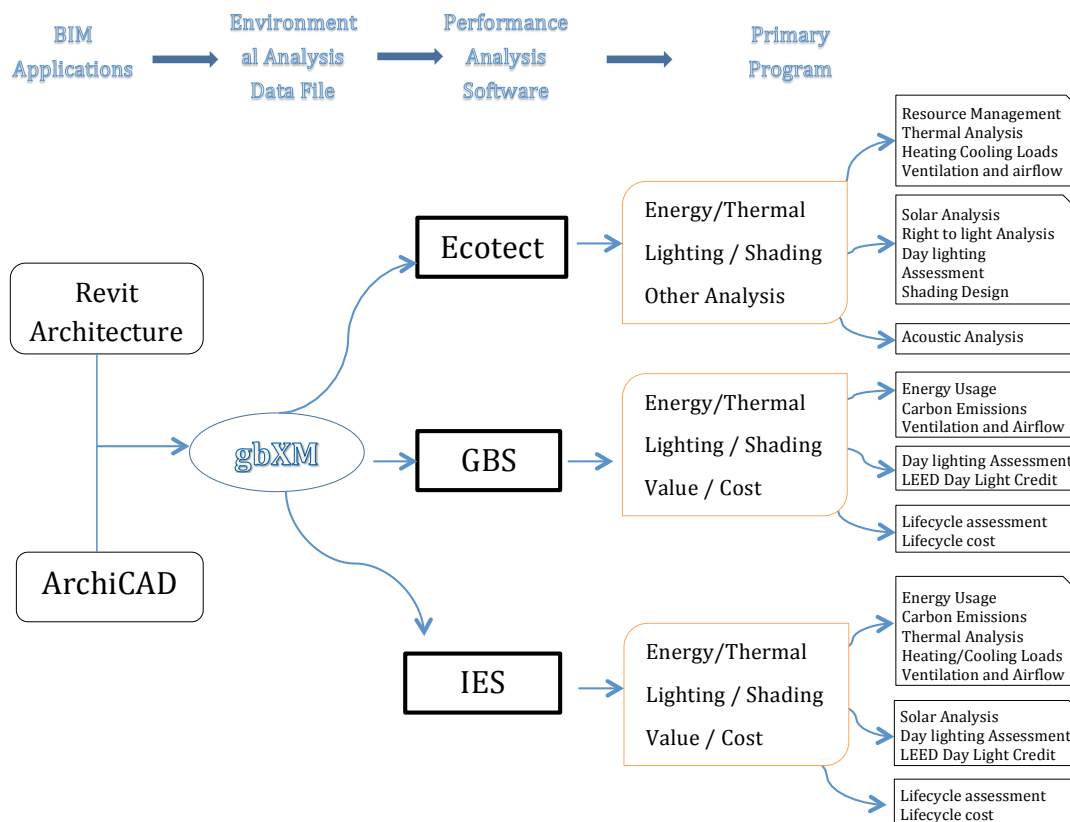 BIM
Applications
Environment
al Analysis
Data File
Performance
Analysis
Software
Primary
Program
Revit
Architecture
ArchiCAD
gbXM
Ecotect
Energy/Thermal
Lighting / Shading
Other Analysis
Resource Management
Thermal Analysis
Heating Cooling Loads
Ventilation and airflow
Solar Analysis
Right to light Analysis
Day lighting
Assessment
Shading Design
Acoustic Analysis
GBS
Energy/Thermal
Lighting / Shading
Value / Cost
Energy Usage
Carbon Emissions
Ventilation and Airflow
Day lighting Assessment
LEED Day Light Credit
Lifecycle assessment
Lifecycle cost
IES
Energy/Thermal
Lighting / Shading
Value / Cost
Energy Usage
Carbon Emissions
Thermal Analysis
Heating/Cooling Loads
Ventilation and Airflow
Solar Analysis
Day lighting Assessment
LEED Day Light Credit
Lifecycle assessment
Lifecycle cost